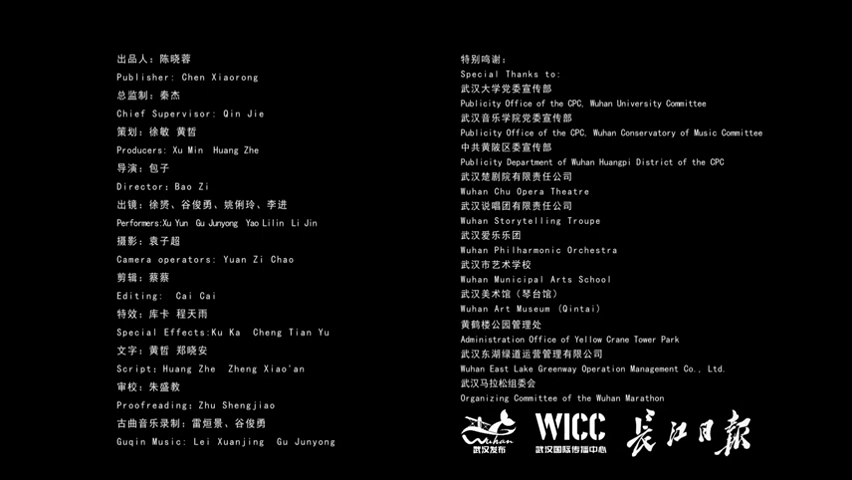 出品人：陈晓蓉
Publisher: Chen Xiaorong
总监制：秦杰
Chief Supervisor: Qin Jie
策划：徐敏 黄哲
Producers: Xu Min Huang Zhe
导演：包子
Director：Bao Zi
出镜：徐赟、谷俊勇、姚俐玲、李进
Performers:Xu Yun Gu Junyong Yao Lilin Li Jin
摄影：袁子超
Camera operators: Yuan Zi Chao
剪辑：蔡蔡
Editing: Cai Cai
特效：库卡 程天雨
Special Effects:Ku Ka Cheng Tian Yu
文字：黄哲 郑晓安
Script：Huang Zhe Zheng Xiao'an
审校：朱盛教
Proofreading：Zhu Shengjiao
古曲音乐录制：雷烜景、谷俊勇
Guqin Music: Lei Xuanjing Gu Junyong
特别鸣谢：
Special Thanks to:
武汉大学党委宣传部
Publicity Office of the CPC, Wuhan University Committee
武汉音乐学院党委宣传部
Publicity Office of the CPC, Wuhan Conservatory of Music Committee
中共黄陂区委宣传部
Publicity Department of Wuhan Huangpi District of the CPC
武汉楚剧院有限责任公司
Wuhan Chu Opera Theatre
武汉说唱团有限责任公司
Wuhan Storytelling Troupe
武汉爱乐乐团
Wuhan Philharmonic Orchestra
武汉市艺术学校
Wuhan Municipal Arts School
武汉美术馆（琴台馆）
Wuhan Art Museum (Qintai)
黄鹤楼公园管理处
Administration Office of Yellow Crane Tower Park
武汉东湖绿道运营管理有限公司
Wuhan East Lake Greenway Operation Management Co., Ltd.
武汉马拉松组委会
Organizing Committee of the Wuhan Marathon
Wuhan
武汉发布
WICC
武汉国际传播中心
长江日报